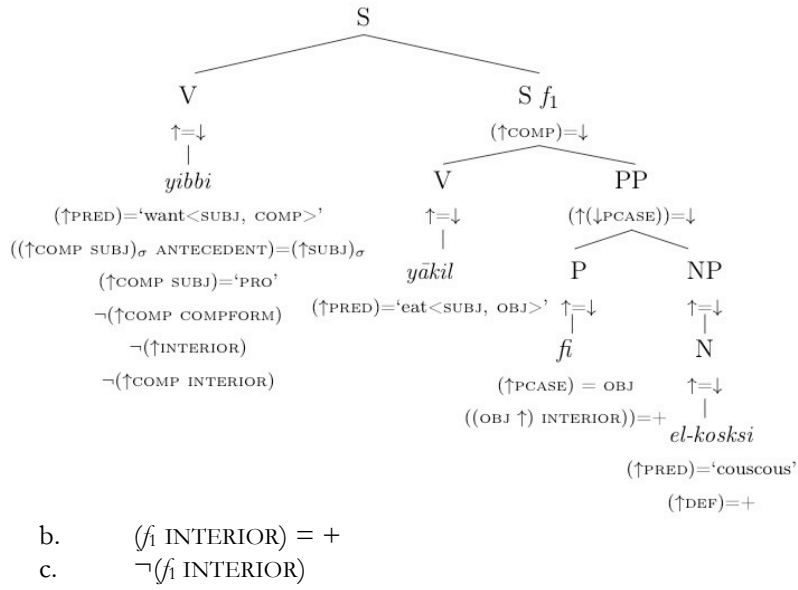 S
V S f₁
↑=↓ (↑COMP)=↓
yibbi V PP
(↑PRED)=‘want<SUBJ, COMP>’ ↑=↓ (↑(↓PCASE))=↓
((↑COMP SUBJ)σ ANTECEDENT)=(↑SUBJ)σ yākil P NP
(↑COMP SUBJ)=‘PRO’
¬(↑COMP COMPFORM) (↑PRED)=‘eat<SUBJ, OBJ>’ ↑=↓ ↑=↓
¬(↑INTERIOR) fi N
¬(↑COMP INTERIOR) (↑PCASE) = OBJ ↑=↓
((OBJ ↑) INTERIOR))=+
el-kosksi
(↑PRED)=‘couscous’
(↑DEF)=+
b. (f₁ INTERIOR) = +
c. ¬(f₁ INTERIOR)